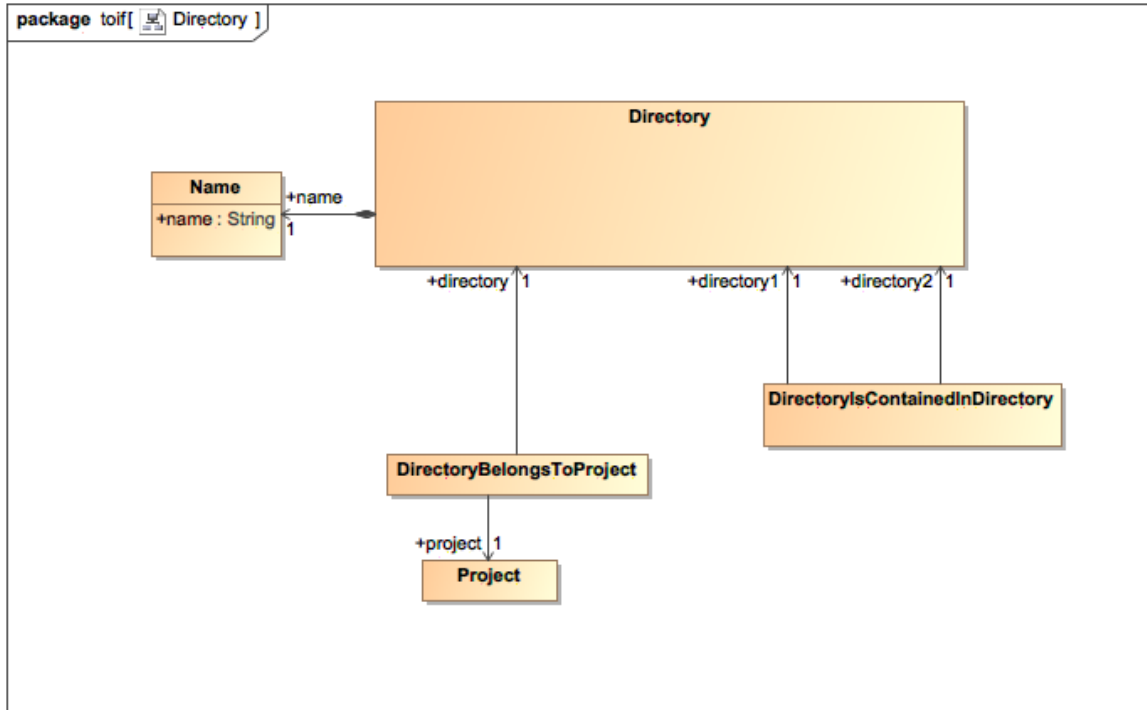 package toif[ Directory ]
Directory
Name
+name
+name : String
1
+directory 1
+directory1 1
+directory2 1
DirectoryIsContainedInDirectory
DirectoryBelongsToProject
+project 1
Project